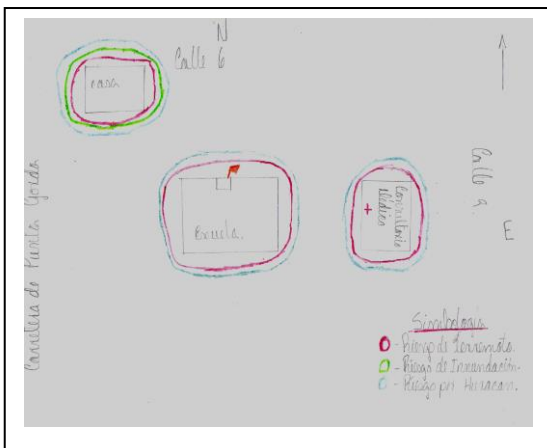 N
Calle 6
casa
Carretera de Punta Gorda
Escuela.
Consultorio
Médico
Calle 9.
E
Simbología
- Riesgo de Terremoto.
- Riesgo de Inundación.
- Riesgo por Huracan.